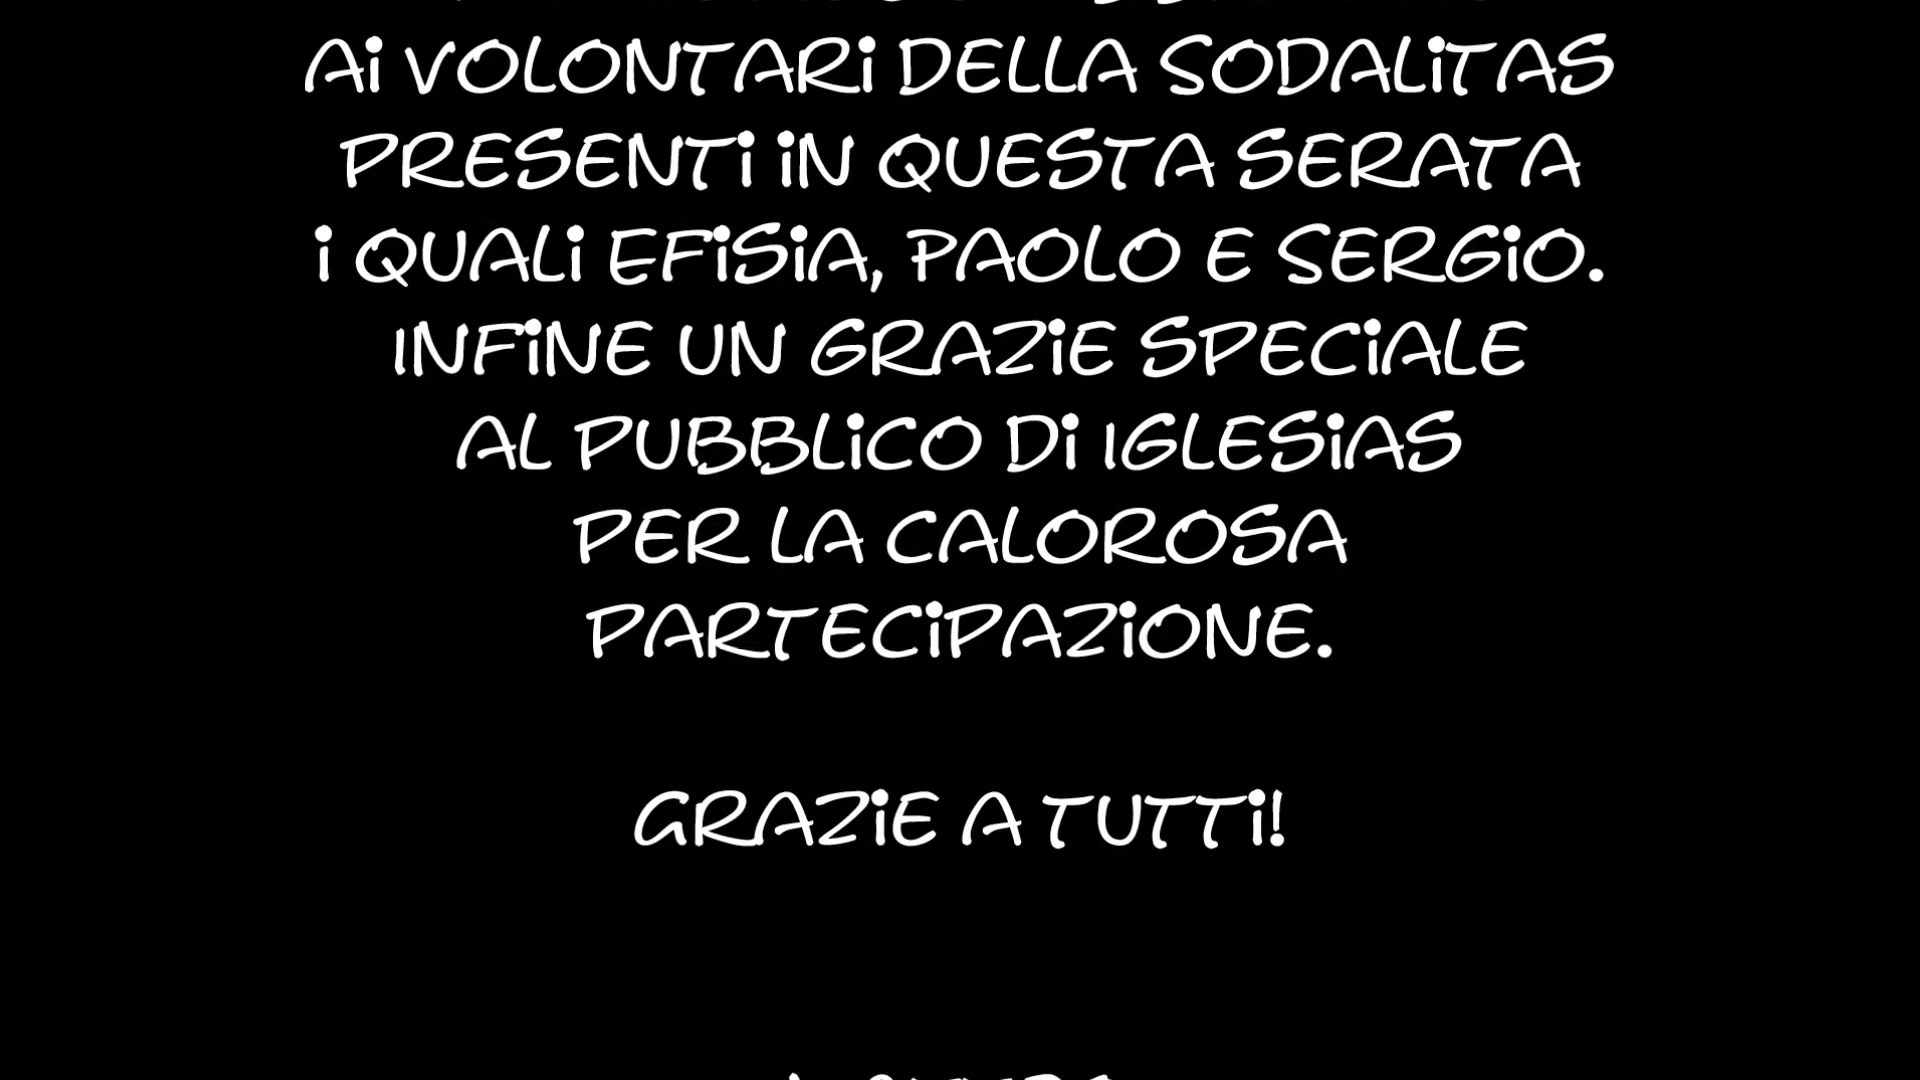 AI VOLONTARI DELLA SODALITAS
PRESENTI IN QUESTA SERATA
I QUALI EFISIA, PAOLO E SERGIO.
INFINE UN GRAZIE SPECIALE
AL PUBBLICO DI IGLESIAS
PER LA CALOROSA
PARTECIPAZIONE.
GRAZIE A TUTTI!